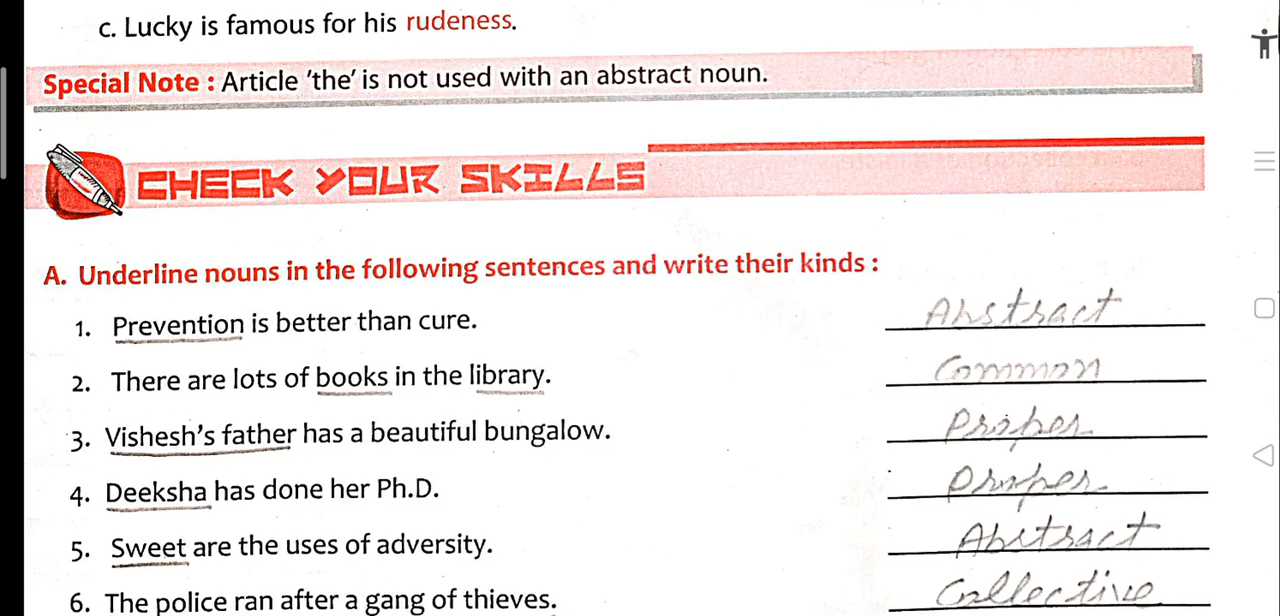 c. Lucky is famous for his rudeness.
Special Note : Article 'the' is not used with an abstract noun.
CHECK YOUR SKILLS
A. Underline nouns in the following sentences and write their kinds :
1. Prevention is better than cure. Abstract
2. There are lots of books in the library. Common
3. Vishesh's father has a beautiful bungalow. Proper
4. Deeksha has done her Ph.D. Proper
5. Sweet are the uses of adversity. Abstract
6. The police ran after a gang of thieves. Collective